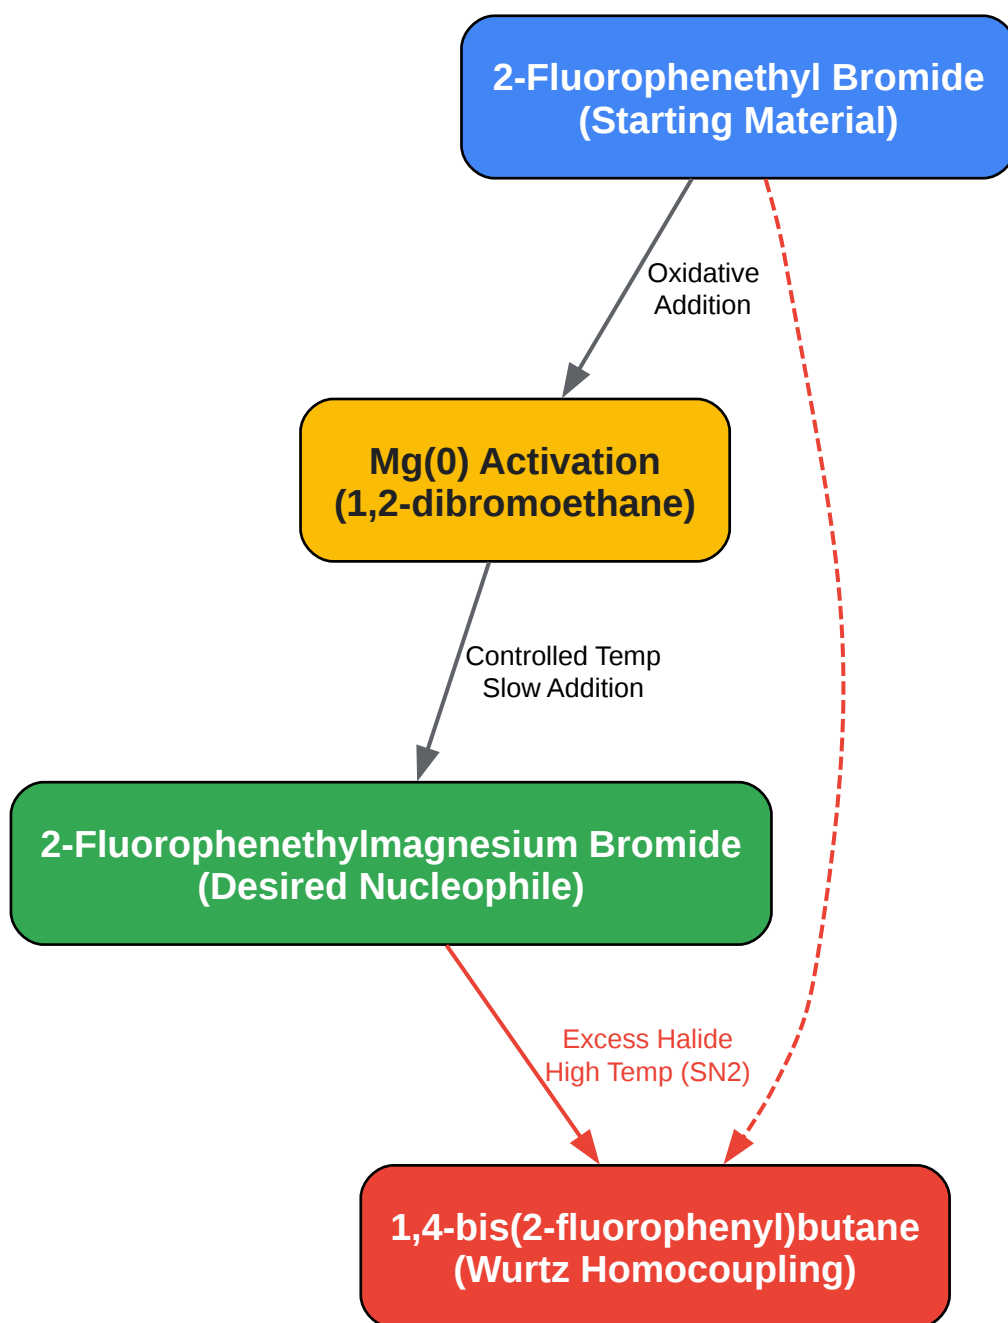 2-Fluorophenethyl Bromide
(Starting Material)
Oxidative
Addition
Mg(0) Activation
(1,2-dibromoethane)
Controlled Temp
Slow Addition
2-Fluorophenethylmagnesium Bromide
(Desired Nucleophile)
Excess Halide
High Temp (SN2)
1,4-bis(2-fluorophenyl)butane
(Wurtz Homocoupling)